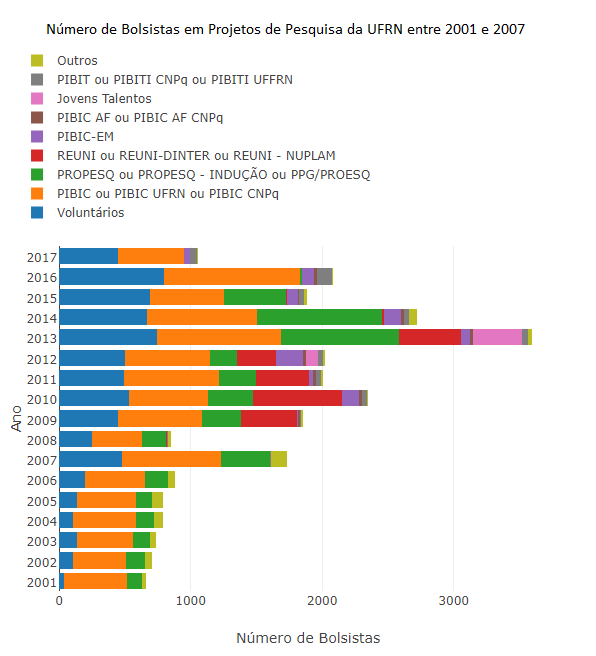 Número de Bolsistas em Projetos de Pesquisa da UFRN entre 2001 e 2007
Outros
PIBIT ou PIBITI CNPq ou PIBITI UFFRN
Jovens Talentos
PIBIC AF ou PIBIC AF CNPq
PIBIC-EM
REUNI ou REUNI-DINTER ou REUNI - NUPLAM
PROPESQ ou PROPESQ - INDUÇÃO ou PPG/PROESQ
PIBIC ou PIBIC UFRN ou PIBIC CNPq
Voluntários
2017
2016
2015
2014
2013
2012
2011
2010
2009
2008
2007
2006
2005
2004
2003
2002
2001
Ano
0 1000 2000 3000
Número de Bolsistas